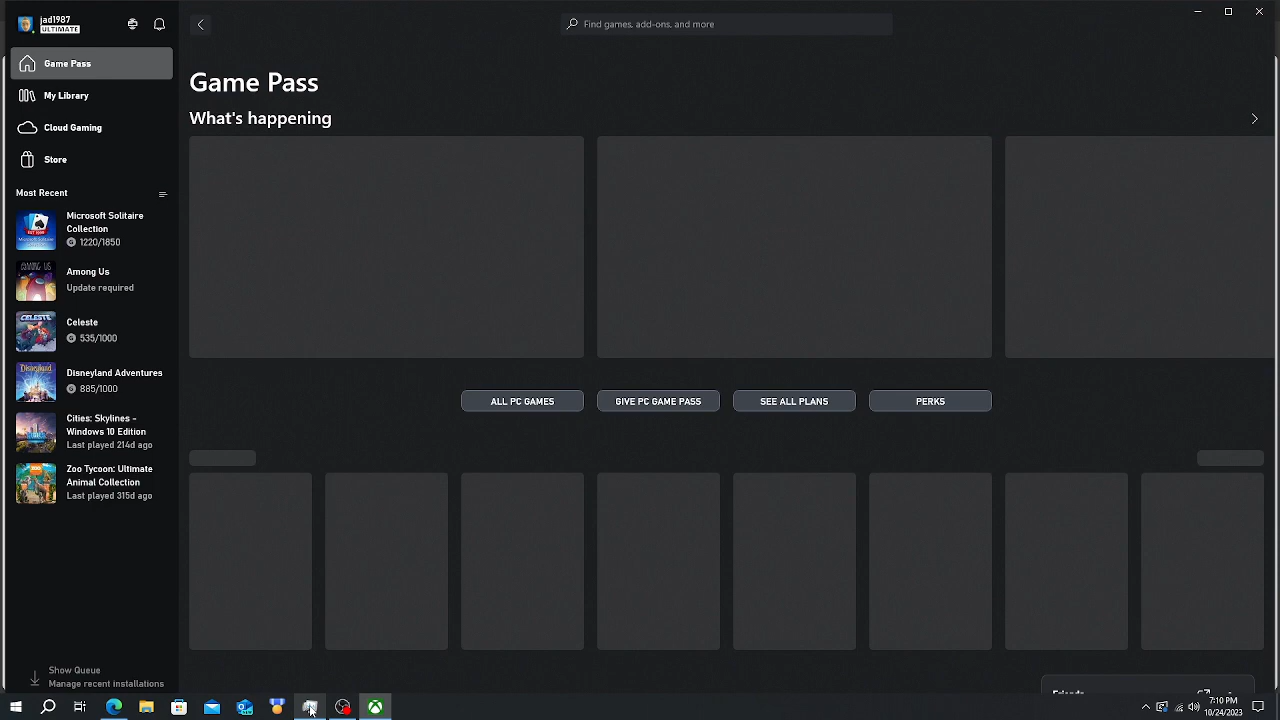 jad1987
ULTIMATE
Find games, add-ons, and more
Game Pass
My Library
Cloud Gaming
Store
Most Recent
Microsoft Solitaire
Collection
1220/1850
Among Us
Update required
Celeste
535/1000
Disneyland Adventures
885/1000
Cities: Skylines -
Windows 10 Edition
Last played 214d ago
Zoo Tycoon: Ultimate
Animal Collection
Last played 315d ago
Show Queue
Manage recent installations
Game Pass
What's happening
ALL PC GAMES
GIVE PC GAME PASS
SEE ALL PLANS
PERKS
Friends
7:10 PM
10/24/2023